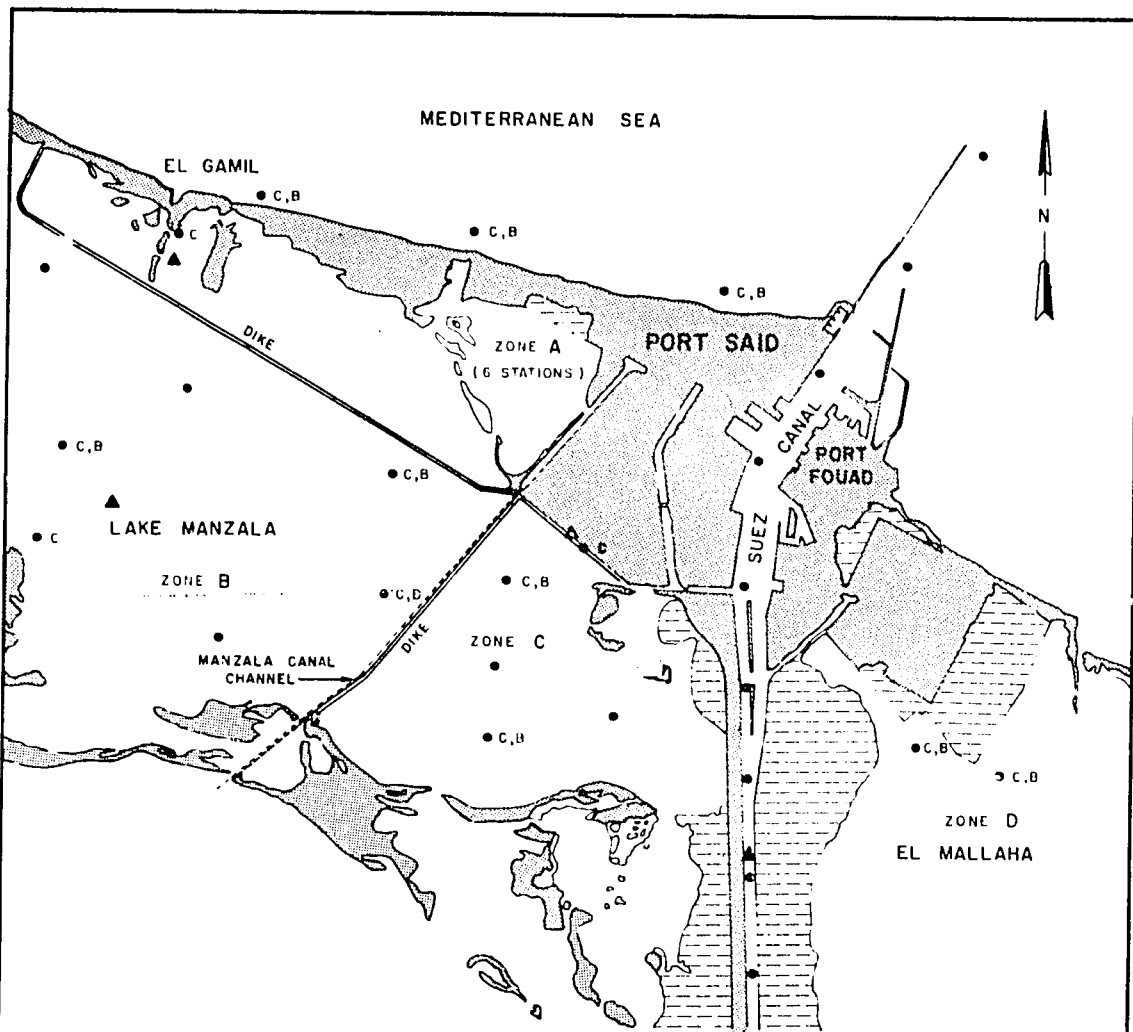 MEDITERRANEAN SEA
EL GAMIL
C,B
N
C
C,B
C,B
DIKE
ZONE A
(6 STATIONS)
PORT SAID
CANAL
C,B
C,B
PORT
FOUAD
LAKE MANZALA
SUEZ
C
C
ZONE B
C,B
C,D
DIKE
ZONE C
MANZALA CANAL
CHANNEL
C,B
C,B
C,B
ZONE D
EL MALLAHA